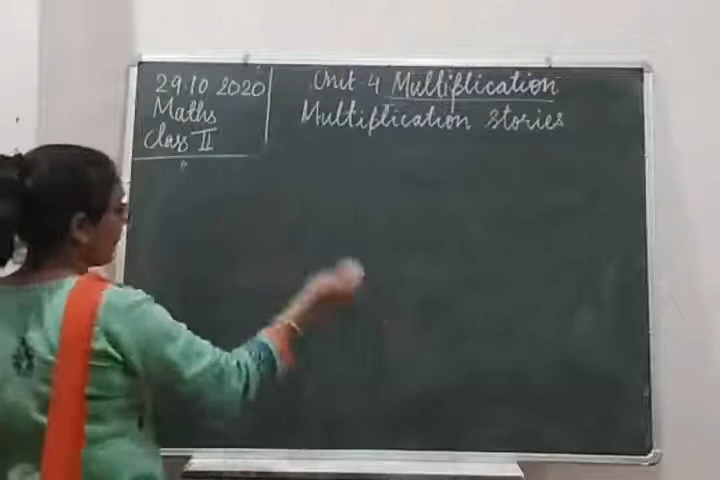 29.10 2020
Maths
Class II
"
Unit 4 Multiplication
Multiplication Stories